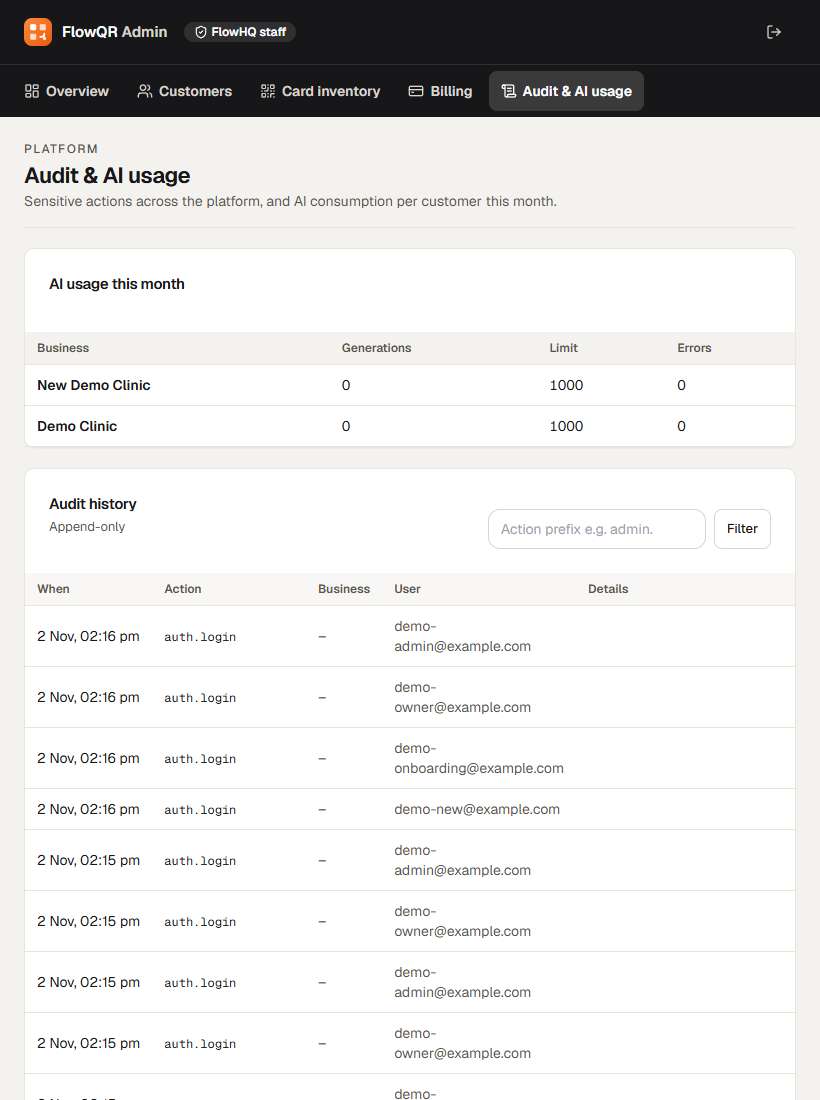 FlowQR Admin
FlowHQ staff
Overview
Customers
Card inventory
Billing
Audit & AI usage
PLATFORM
Audit & AI usage
Sensitive actions across the platform, and AI consumption per customer this month.
AI usage this month
Business Generations Limit Errors
New Demo Clinic 0 1000 0
Demo Clinic 0 1000 0
Audit history
Append-only
Action prefix e.g. admin.
Filter
When Action Business User Details
2 Nov, 02:16 pm auth.login – demo-
admin@example.com
2 Nov, 02:16 pm auth.login – demo-
owner@example.com
2 Nov, 02:16 pm auth.login – demo-
onboarding@example.com
2 Nov, 02:16 pm auth.login – demo-new@example.com
2 Nov, 02:15 pm auth.login – demo-
admin@example.com
2 Nov, 02:15 pm auth.login – demo-
owner@example.com
2 Nov, 02:15 pm auth.login – demo-
admin@example.com
2 Nov, 02:15 pm auth.login – demo-
owner@example.com
demo-